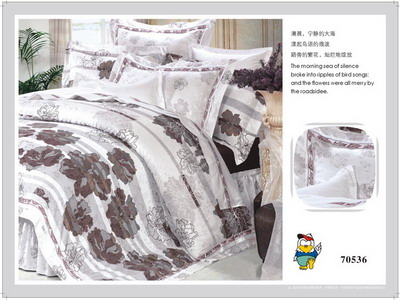 清晨，宁静的大海
漾起鸟语的涟波
路旁的繁花，灿烂地绽放
The morning sea of silence
broke into ripples of bird songs;
and the flowers were all merry by
the roadsidee.
70536